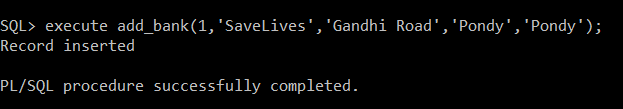 SQL> execute add_bank(1,'SaveLives','Gandhi Road','Pondy','Pondy');
Record inserted
PL/SQL procedure successfully completed.